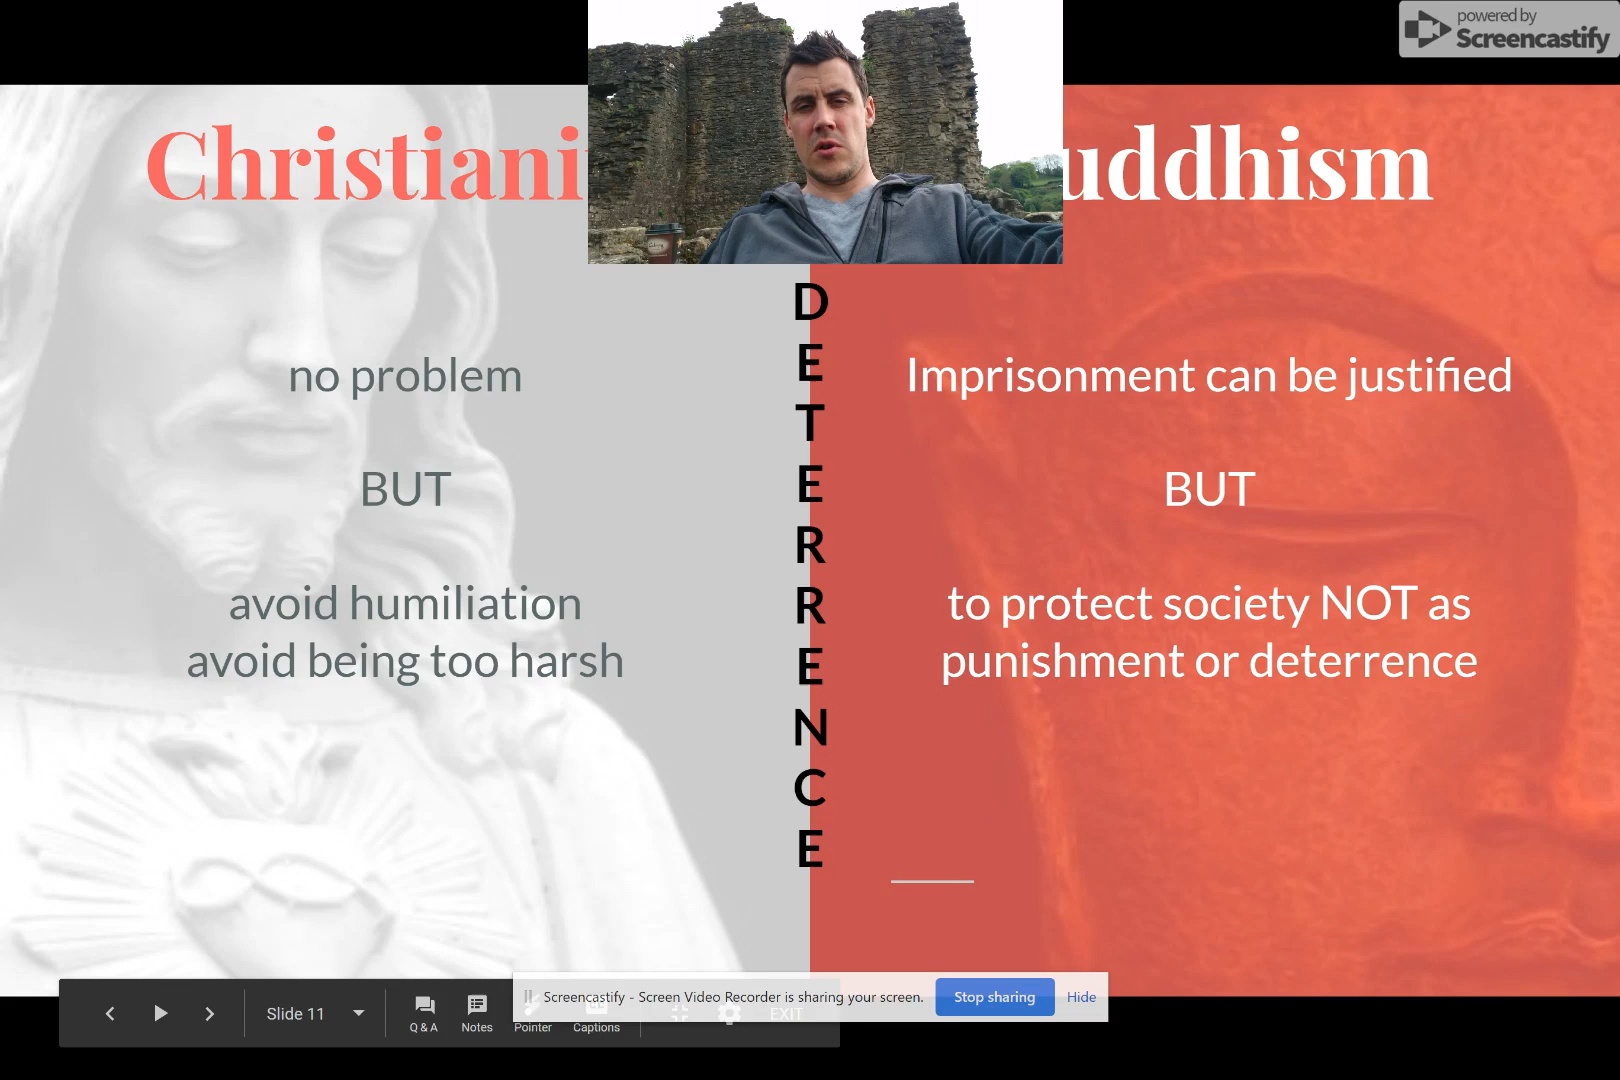 powered by
Screencastify
Christiani
uddhism
no problem
BUT
avoid humiliation
avoid being too harsh
D
E
T
E
R
R
E
N
C
E
Imprisonment can be justified
BUT
to protect society NOT as
punishment or deterrence
Screencastify - Screen Video Recorder is sharing your screen.
Stop sharing
Hide
Slide 11
Q & A
Notes
Pointer
Captions
EXIT